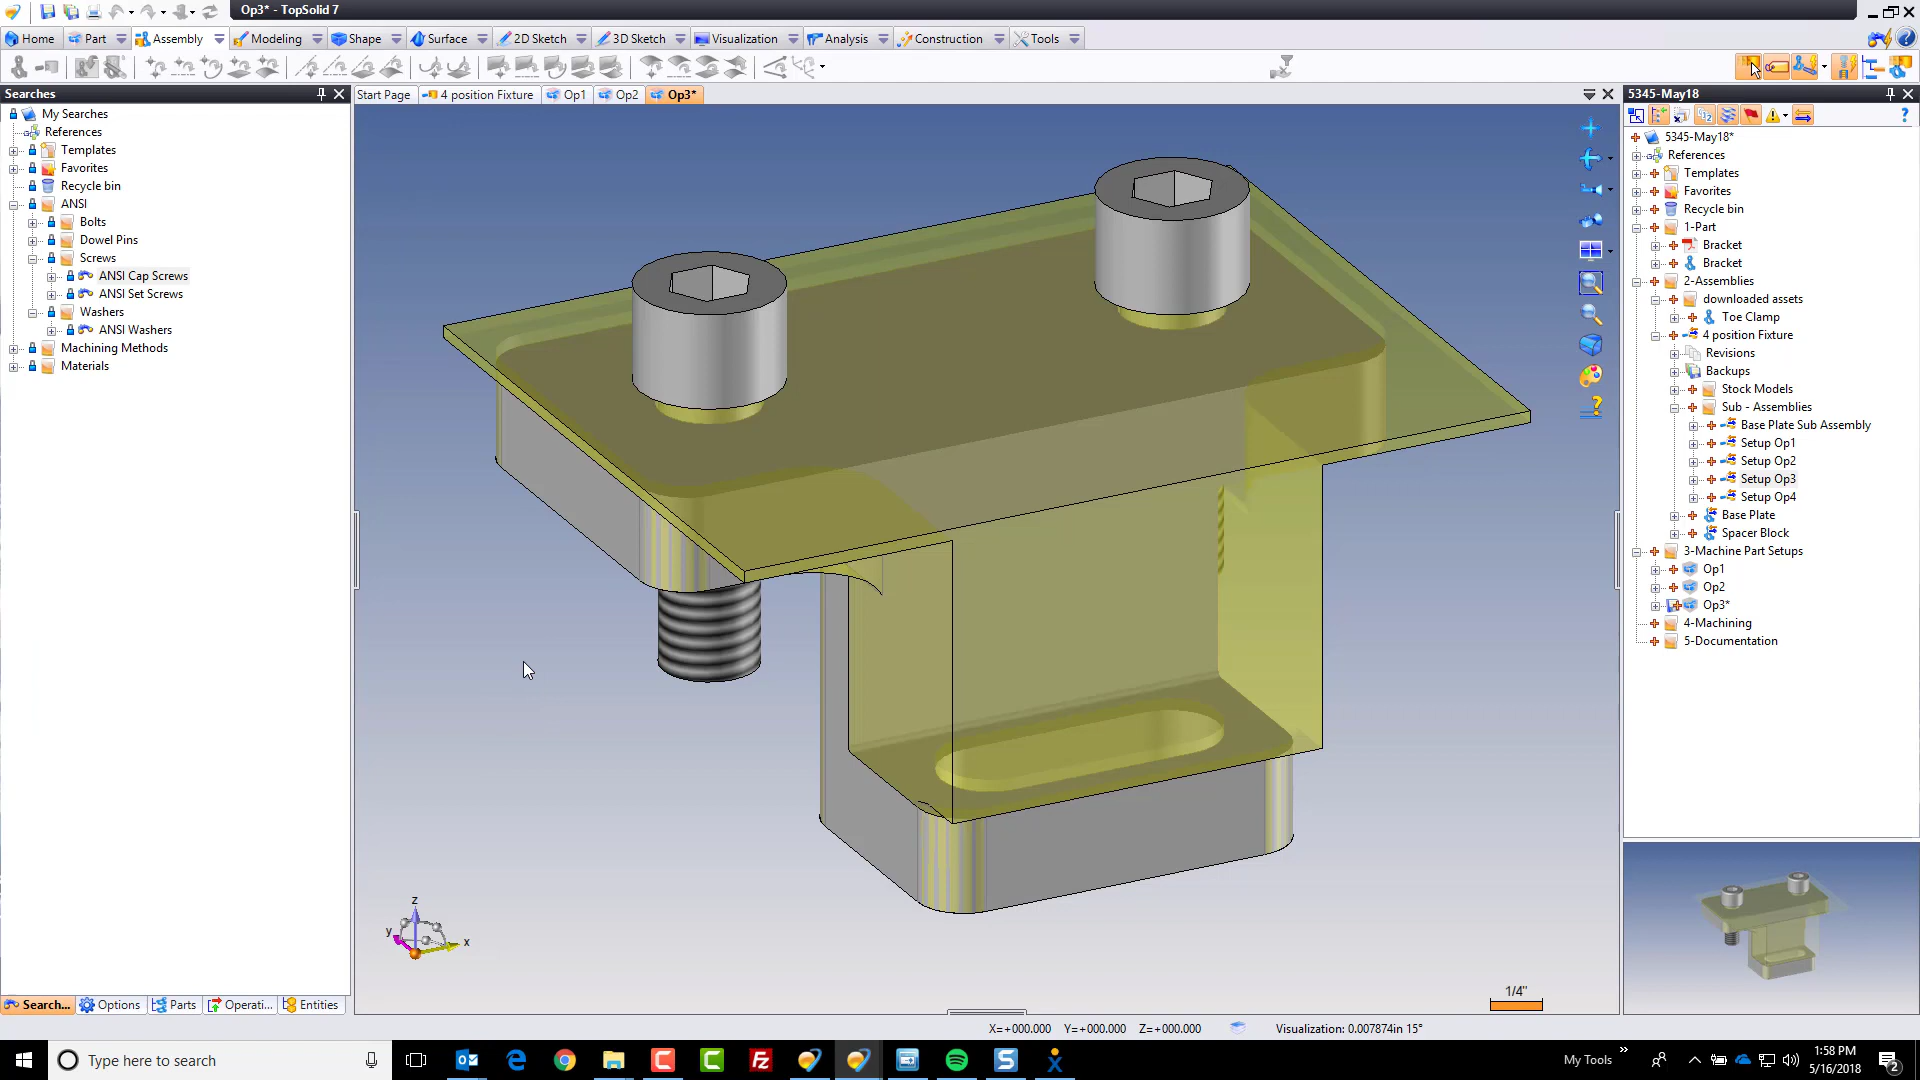 Op3* - TopSolid 7
Home Part Assembly Modeling Shape Surface 2D Sketch 3D Sketch Visualization Analysis Construction Tools
Searches
Start Page 4 position Fixture Op1 Op2 Op3*
5345-May18
My Searches
References
Templates
Favorites
Recycle bin
ANSI
Bolts
Dowel Pins
Screws
ANSI Cap Screws
ANSI Set Screws
Washers
ANSI Washers
Machining Methods
Materials
5345-May18*
References
Templates
Favorites
Recycle bin
1-Part
Bracket
Bracket
2-Assemblies
downloaded assets
Toe Clamp
4 position Fixture
Revisions
Backups
Stock Models
Sub - Assemblies
Base Plate Sub Assembly
Setup Op1
Setup Op2
Setup Op3
Setup Op4
Base Plate
Spacer Block
3-Machine Part Setups
Op1
Op2
Op3*
4-Machining
5-Documentation
z
y
x
1/4"
Search... Options Parts Operati... Entities
X=+000.000 Y=+000.000 Z=+000.000 Visualization: 0.007874in 15°
Type here to search
My Tools
1:58 PM
5/16/2018
2